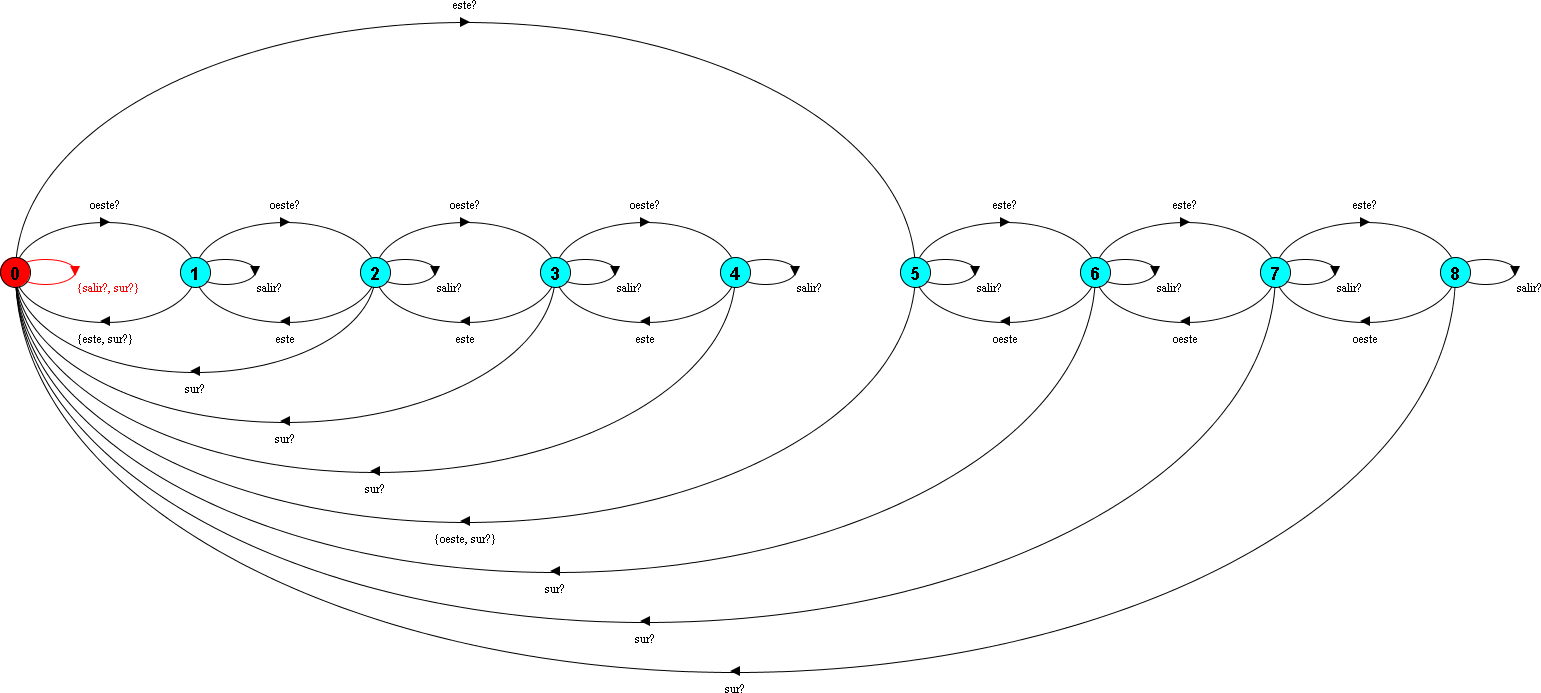 este?
oeste?
oeste?
oeste?
oeste?
este?
este?
este?
0
1
2
3
4
5
6
7
8
{salir?, sur?}
salir?
salir?
salir?
salir?
salir?
salir?
salir?
salir?
{este, sur?}
este
este
este
oeste
oeste
oeste
sur?
sur?
sur?
{oeste, sur?}
sur?
sur?
sur?